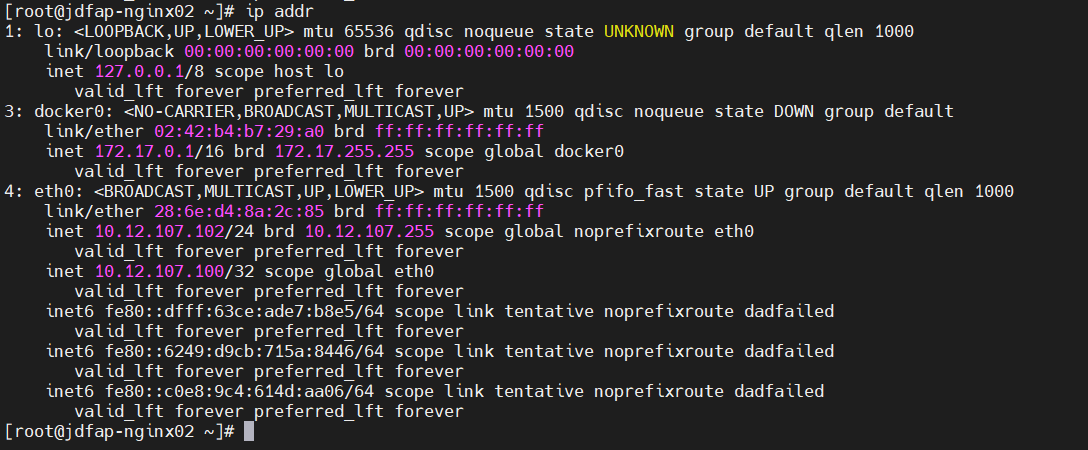 [root@jdfap-nginx02 ~]# ip addr
1: lo: <LOOPBACK,UP,LOWER_UP> mtu 65536 qdisc noqueue state UNKNOWN group default qlen 1000
    link/loopback 00:00:00:00:00:00 brd 00:00:00:00:00:00
    inet 127.0.0.1/8 scope host lo
       valid_lft forever preferred_lft forever
3: docker0: <NO-CARRIER,BROADCAST,MULTICAST,UP> mtu 1500 qdisc noqueue state DOWN group default
    link/ether 02:42:b4:b7:29:a0 brd ff:ff:ff:ff:ff:ff
    inet 172.17.0.1/16 brd 172.17.255.255 scope global docker0
       valid_lft forever preferred_lft forever
4: eth0: <BROADCAST,MULTICAST,UP,LOWER_UP> mtu 1500 qdisc pfifo_fast state UP group default qlen 1000
    link/ether 28:6e:d4:8a:2c:85 brd ff:ff:ff:ff:ff:ff
    inet 10.12.107.102/24 brd 10.12.107.255 scope global noprefixroute eth0
       valid_lft forever preferred_lft forever
    inet 10.12.107.100/32 scope global eth0
       valid_lft forever preferred_lft forever
    inet6 fe80::dfff:63ce:ade7:b8e5/64 scope link tentative noprefixroute dadfailed
       valid_lft forever preferred_lft forever
    inet6 fe80::6249:d9cb:715a:8446/64 scope link tentative noprefixroute dadfailed
       valid_lft forever preferred_lft forever
    inet6 fe80::c0e8:9c4:614d:aa06/64 scope link tentative noprefixroute dadfailed
       valid_lft forever preferred_lft forever
[root@jdfap-nginx02 ~]#